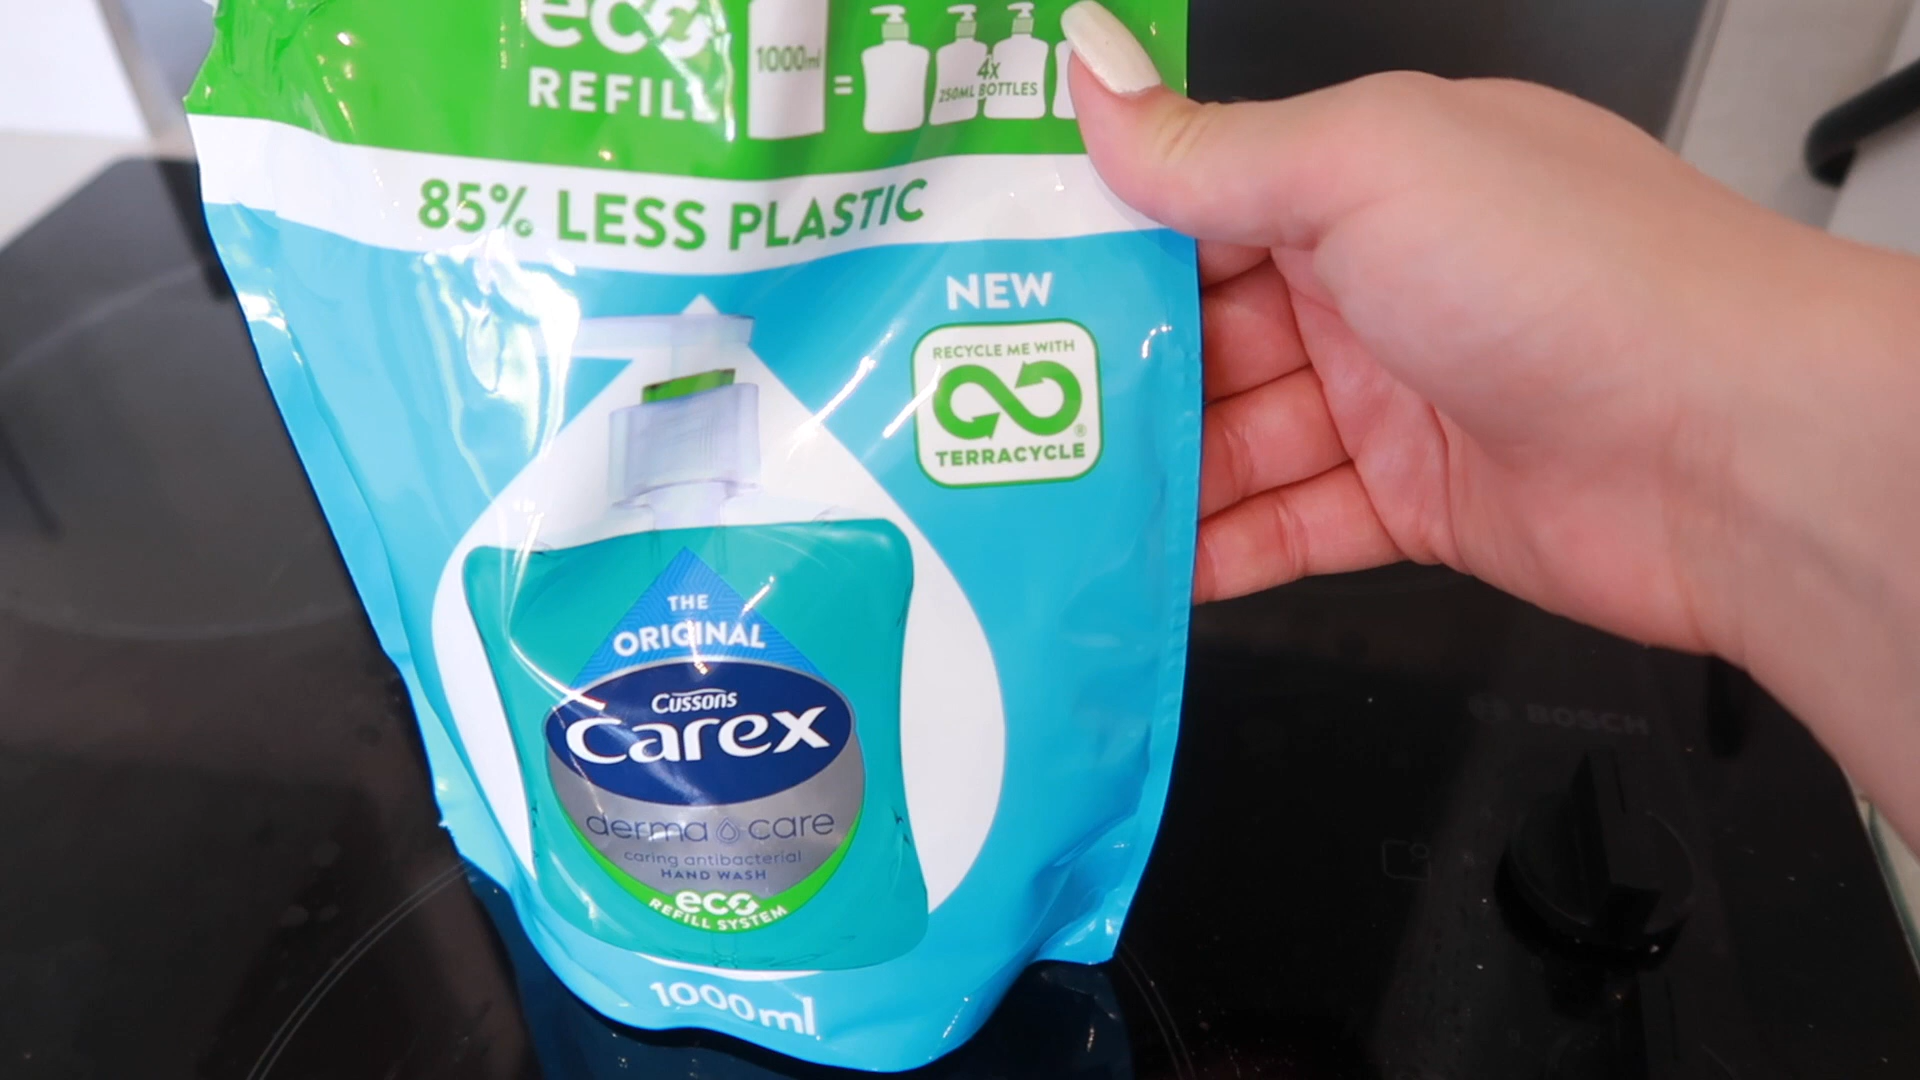 eco
REFILL
1000ml
=
4x
250ML BOTTLES
85% LESS PLASTIC
NEW
RECYCLE ME WITH
®
TERRACYCLE
THE
ORIGINAL
Cussons
Carex
derma care
caring antibacterial
HAND WASH
eco
REFILL SYSTEM
1000ml
BOSCH